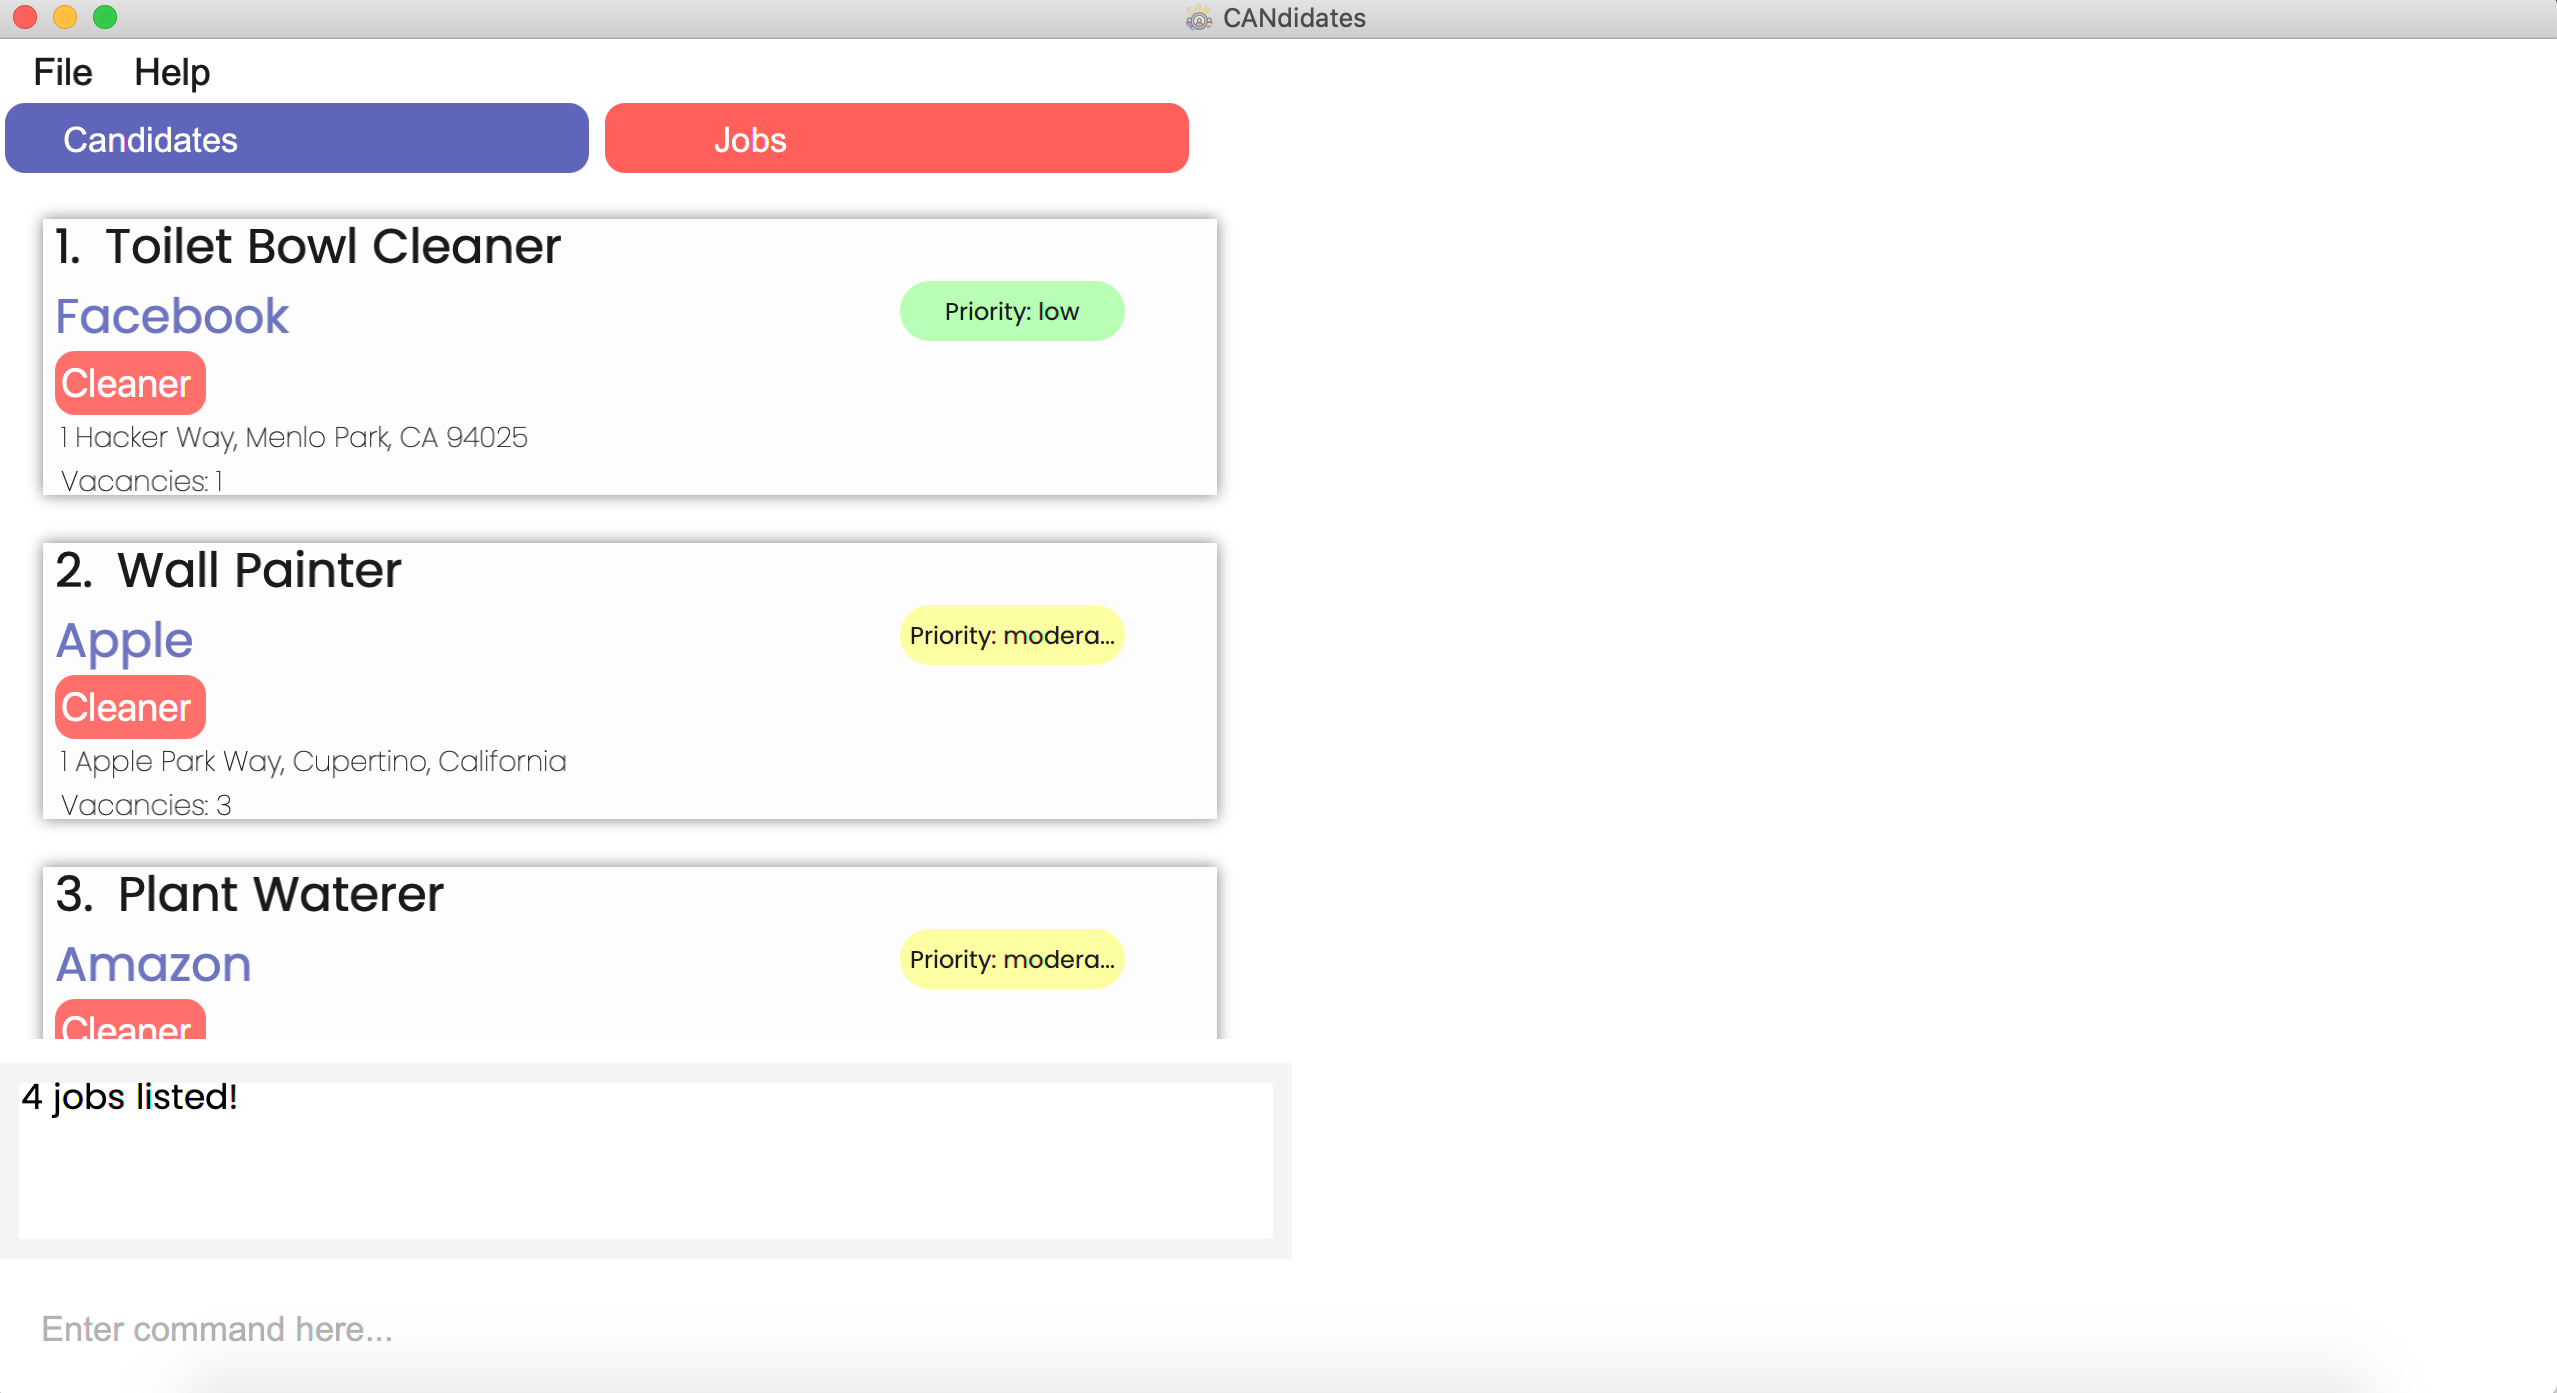 CANdidates
File Help
Candidates Jobs
1. Toilet Bowl Cleaner
Facebook
Priority: low
Cleaner
1 Hacker Way, Menlo Park, CA 94025
Vacancies: 1
2. Wall Painter
Apple
Priority: modera...
Cleaner
1 Apple Park Way, Cupertino, California
Vacancies: 3
3. Plant Waterer
Amazon
Priority: modera...
Cleaner
4 jobs listed!
Enter command here...